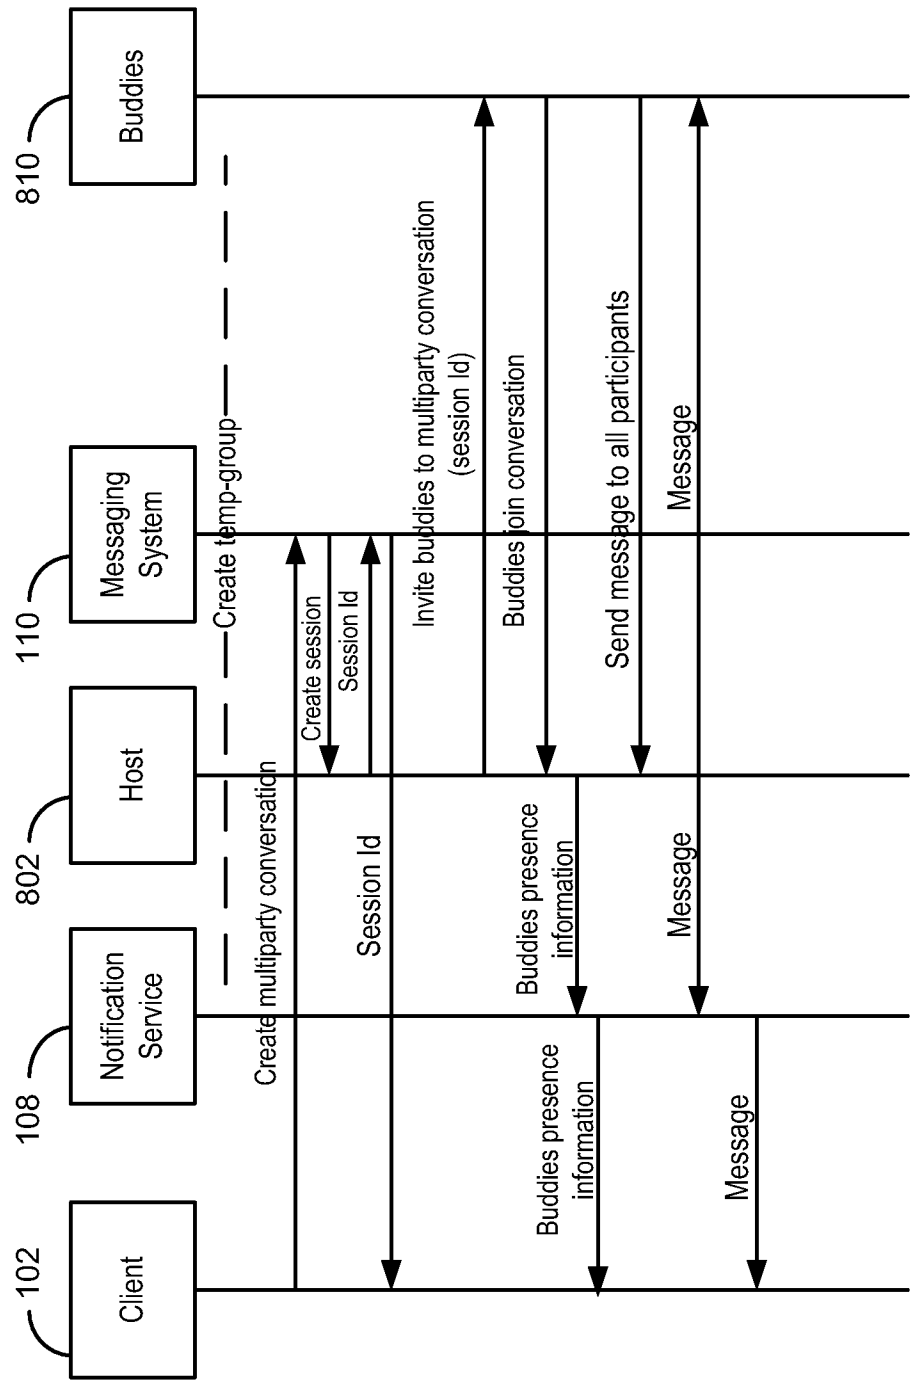 102
108
802
110
810
Client
Notification
Service
Host
Messaging
System
Buddies
Create temp-group
Create multiparty conversation
Create session
Session Id
Session Id
Invite buddies to multiparty conversation
(session Id)
Buddies join conversation
Buddies presence
information
Buddies presence
information
Send message to all participants
Message
Message
Message